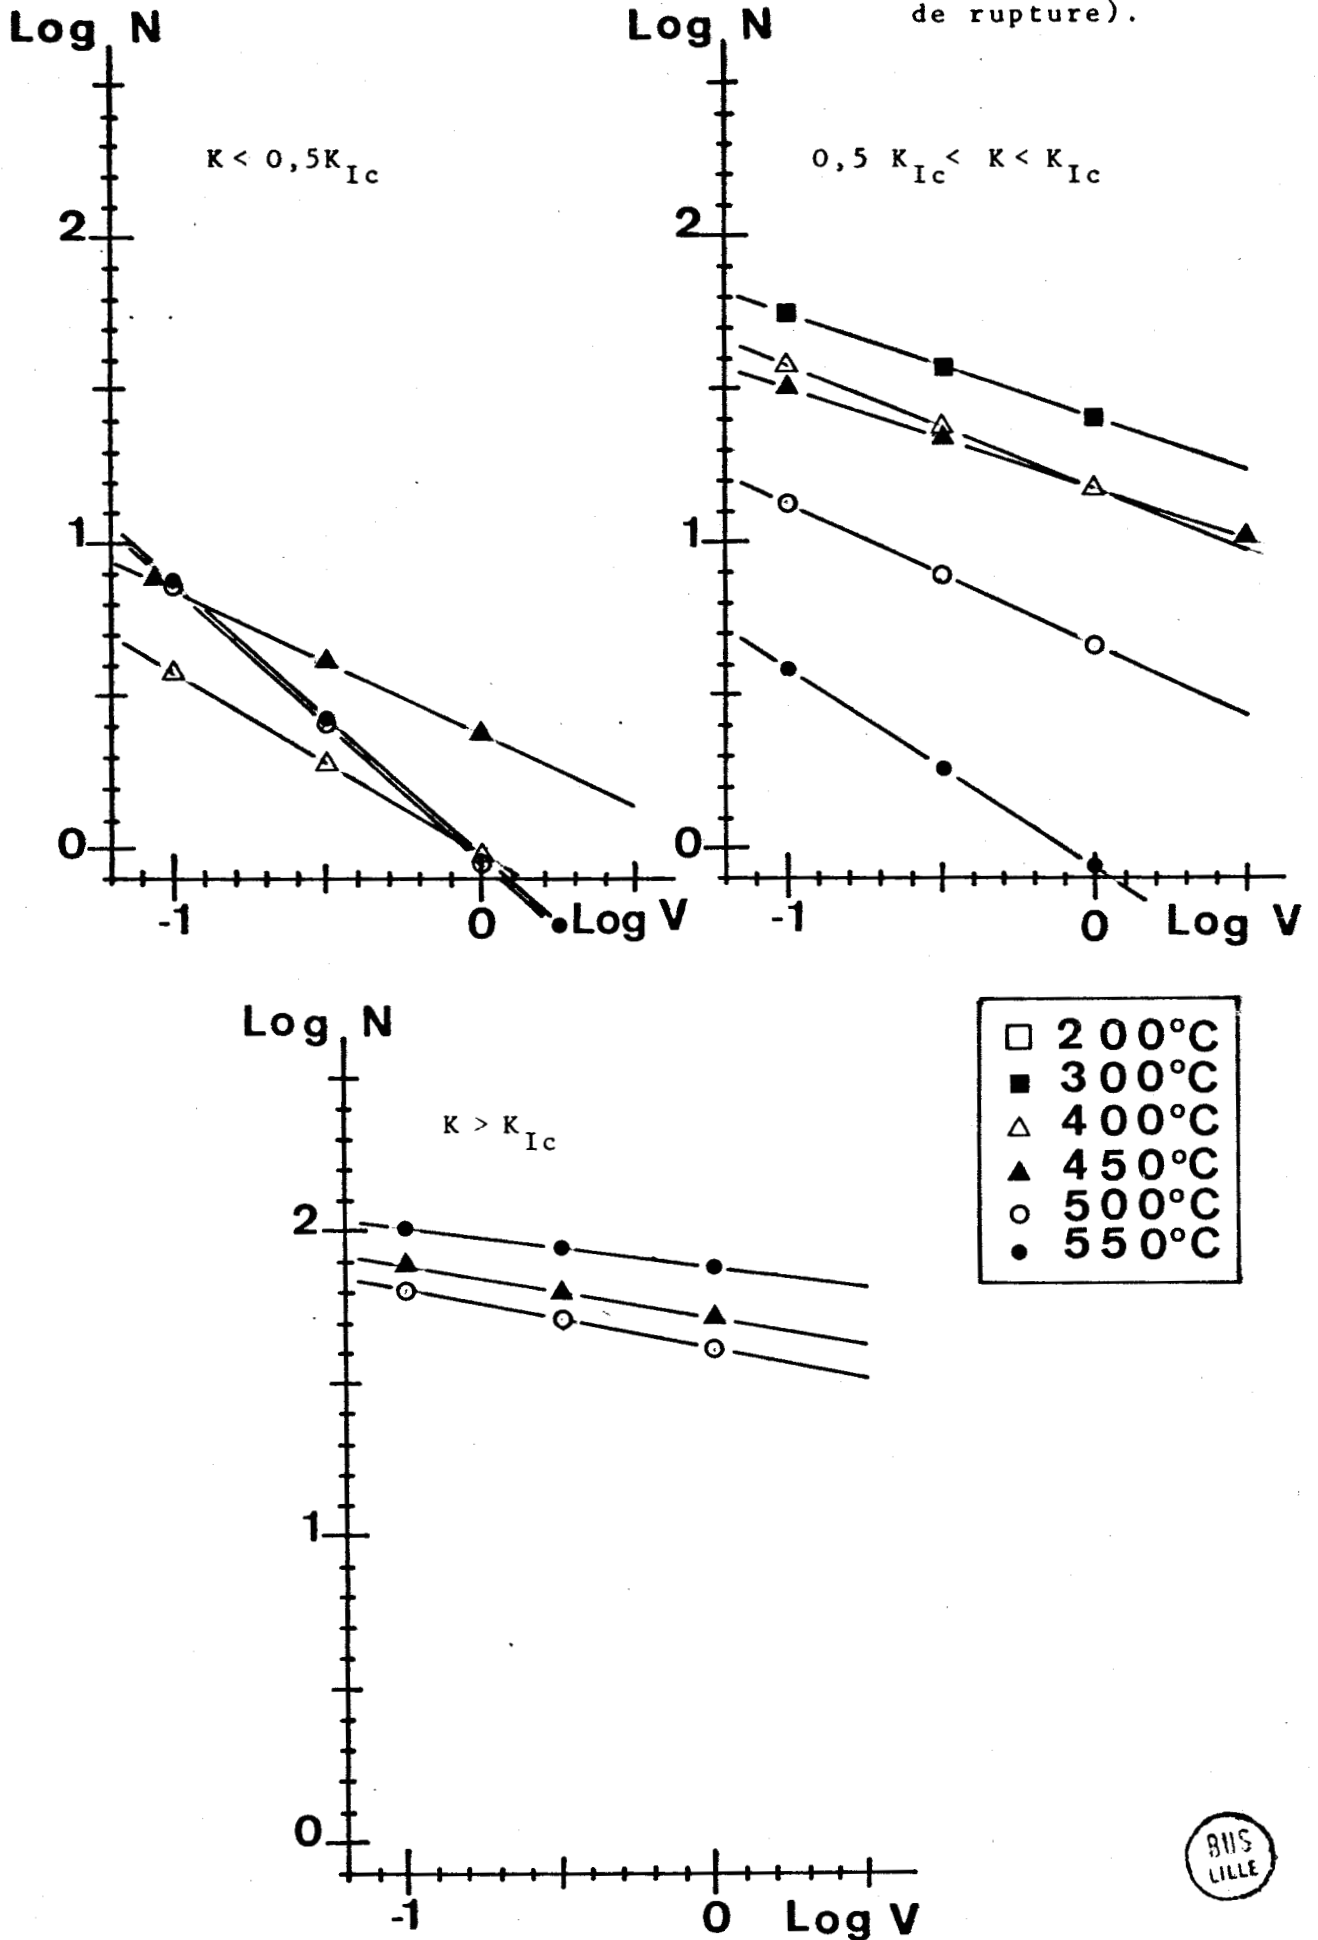 de rupture).
Log N
K < 0,5K Ic
2
1
0
-1
0
Log V
Log N
0,5 K Ic < K < K Ic
2
1
0
-1
0
Log V
Log N
K > K Ic
2
1
0
-1
0
Log V
200°C
300°C
400°C
450°C
500°C
550°C
BUS
LILLE